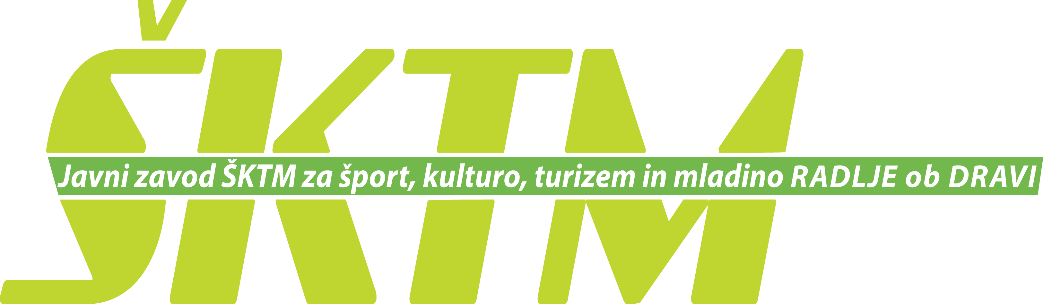 ŠKTM
Javni zavod ŠKTM za šport, kulturo, turizem in mladino RADLJE ob DRAVI